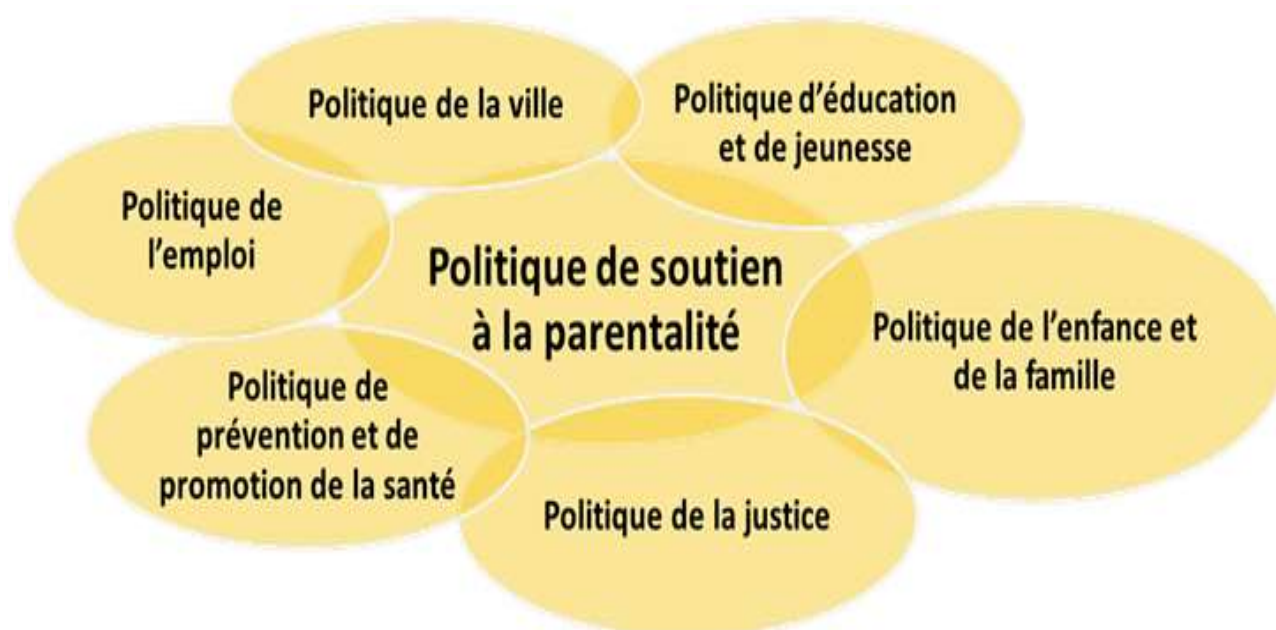 Politique de la ville
Politique d'éducation
et de jeunesse
Politique de
l'emploi
Politique de soutien
à la parentalité
Politique de l'enfance et
de la famille
Politique de
prévention et de
promotion de la santé
Politique de la justice